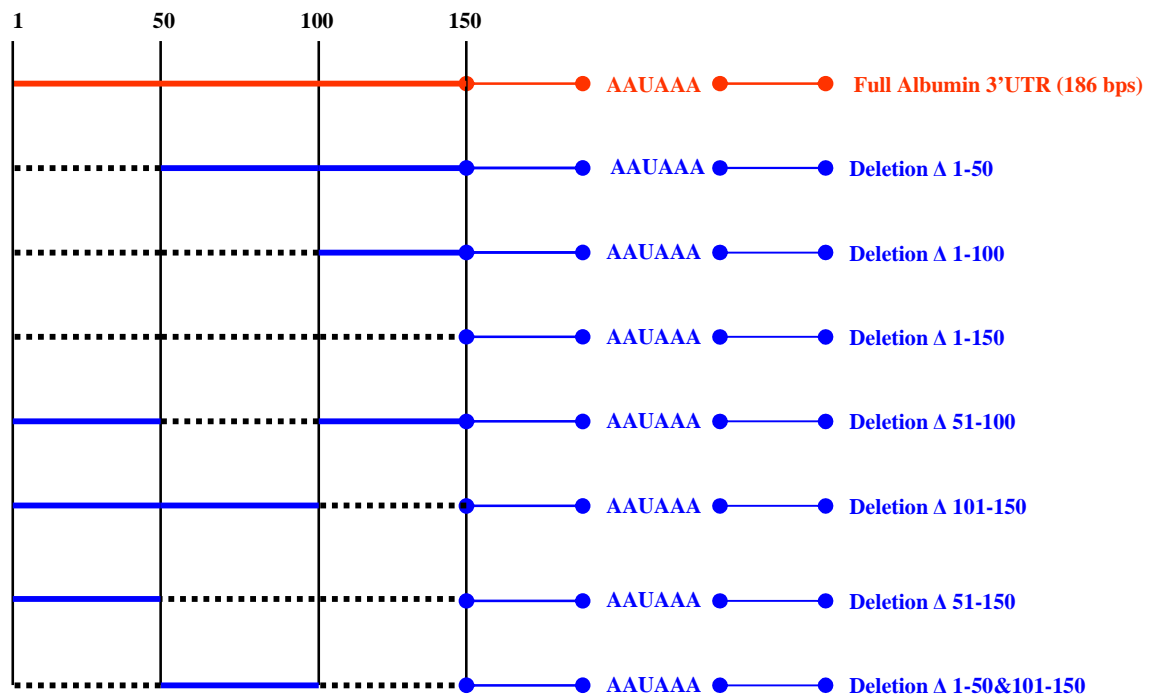 1 50 100 150
AAUAAA Full Albumin 3’UTR (186 bps)
AAUAAA Deletion Δ 1-50
AAUAAA Deletion Δ 1-100
AAUAAA Deletion Δ 1-150
AAUAAA Deletion Δ 51-100
AAUAAA Deletion Δ 101-150
AAUAAA Deletion Δ 51-150
AAUAAA Deletion Δ 1-50&101-150